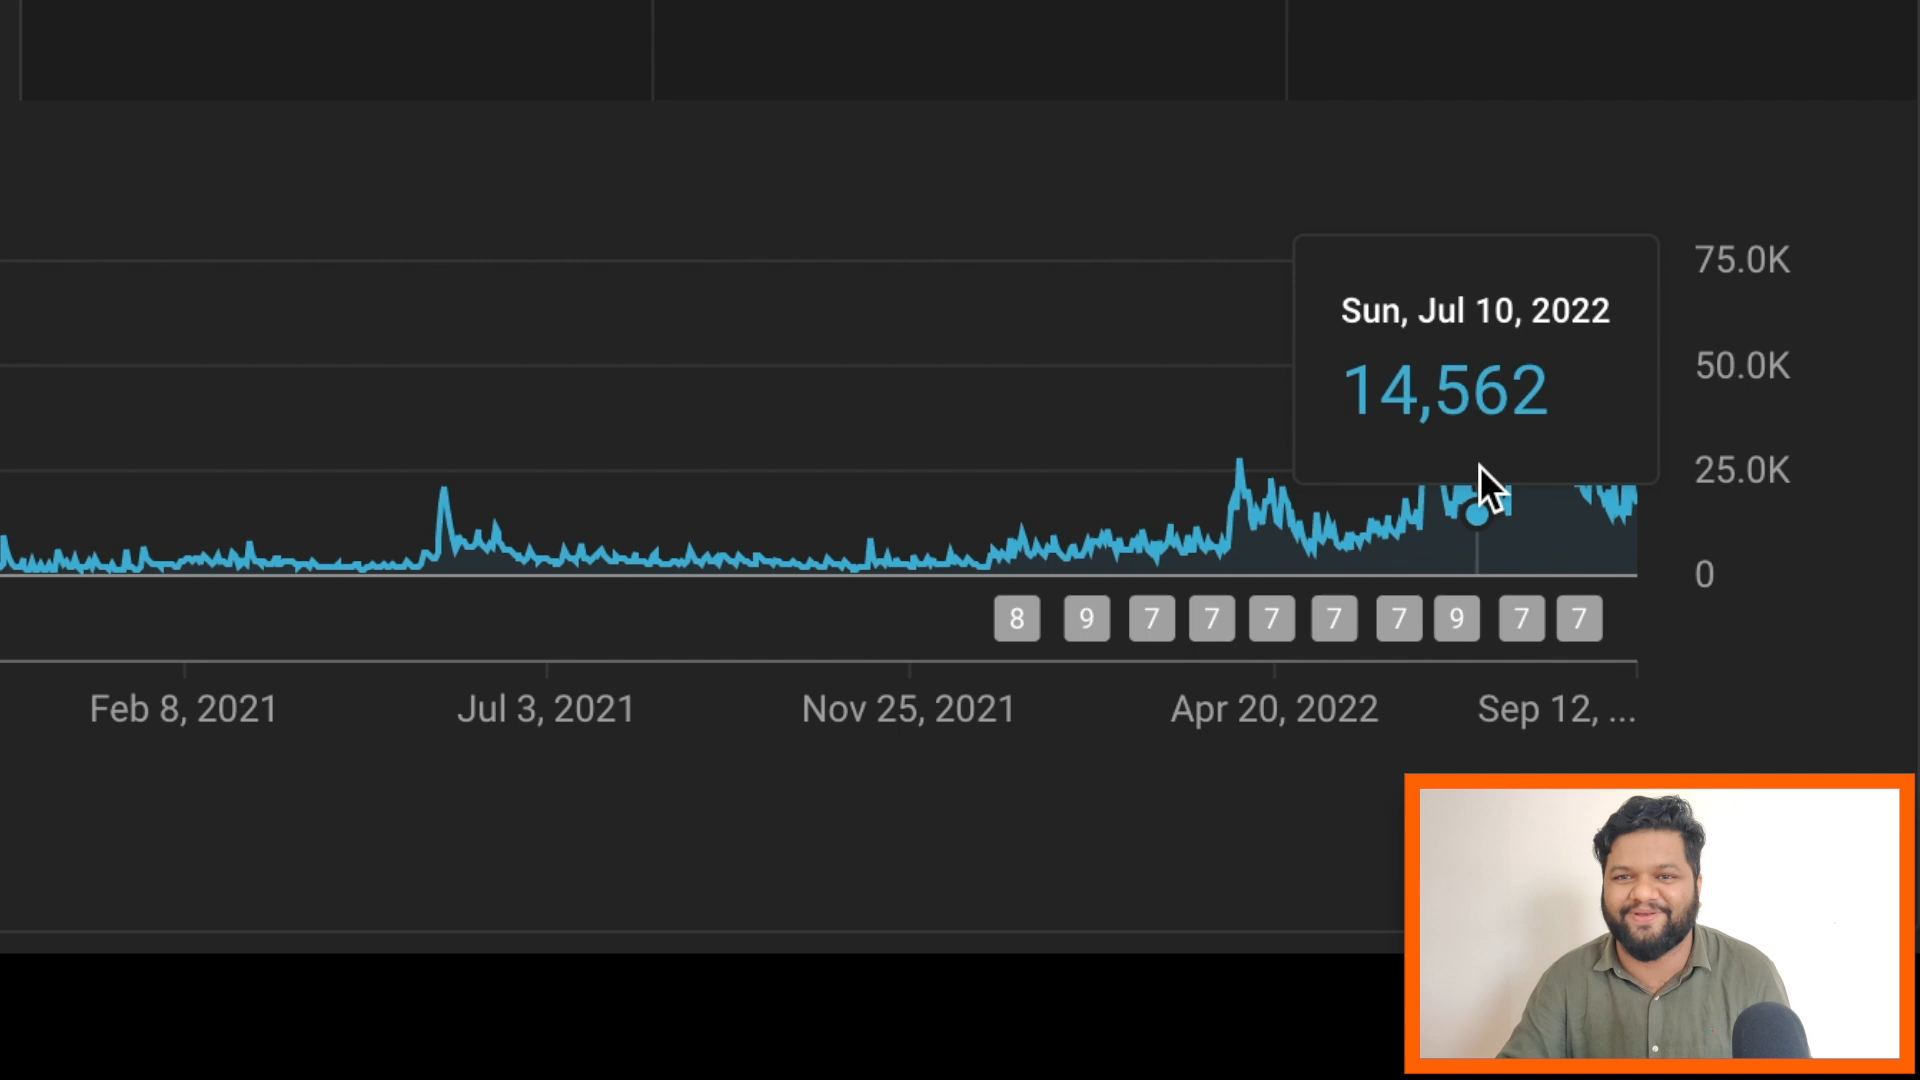 75.0K
Sun, Jul 10, 2022
50.0K
14,562
25.0K
0
8 9 7 7 7 7 7 9 7 7
Feb 8, 2021 Jul 3, 2021 Nov 25, 2021 Apr 20, 2022 Sep 12, ...